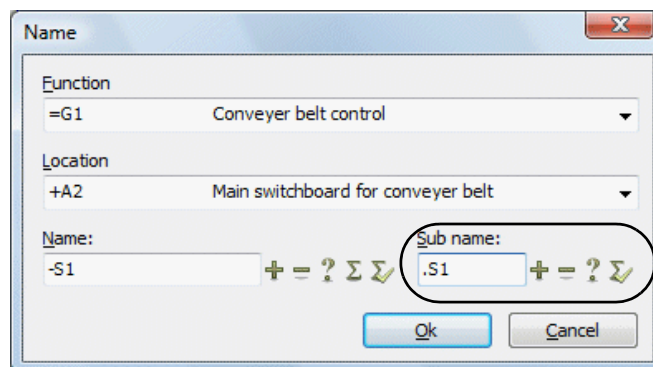 Name
Function
=G1 Conveyer belt control
Location
+A2 Main switchboard for conveyer belt
Name: Sub name:
-S1 + = ? Σ Σ .S1 + = ? Σ
Ok Cancel